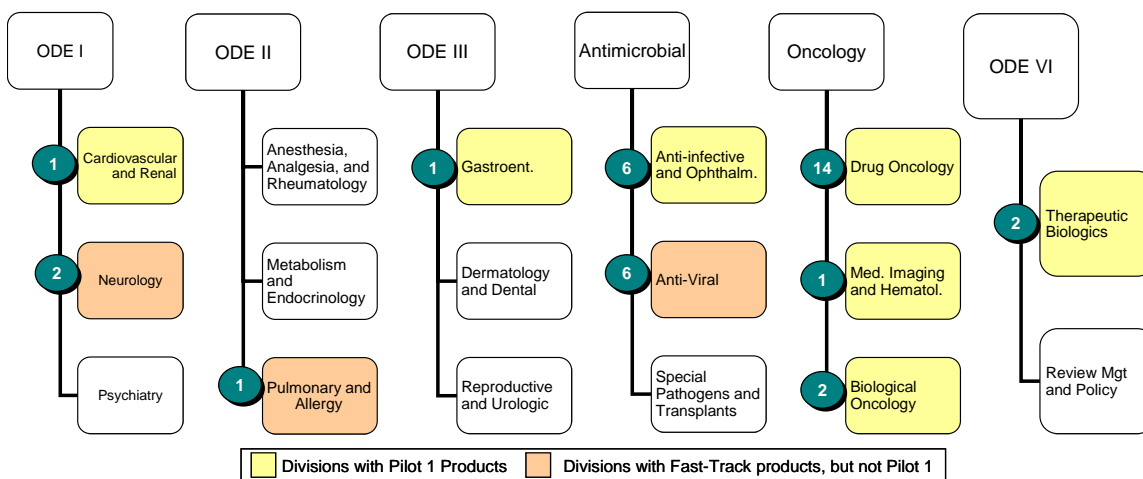 ODE I
ODE II
ODE III
Antimicrobial
Oncology
ODE VI
1
Cardiovascular
and Renal
2
Neurology
Psychiatry
Anesthesia,
Analgesia, and
Rheumatology
Metabolism
and
Endocrinology
1
Pulmonary and
Allergy
1
Gastroent.
Dermatology
and Dental
Reproductive
and Urologic
6
Anti-infective
and Ophthalm.
6
Anti-Viral
Special
Pathogens and
Transplants
14
Drug Oncology
1
Med. Imaging
and Hematol.
2
Biological
Oncology
2
Therapeutic
Biologics
Review Mgt
and Policy
Divisions with Pilot 1 Products
Divisions with Fast-Track products, but not Pilot 1